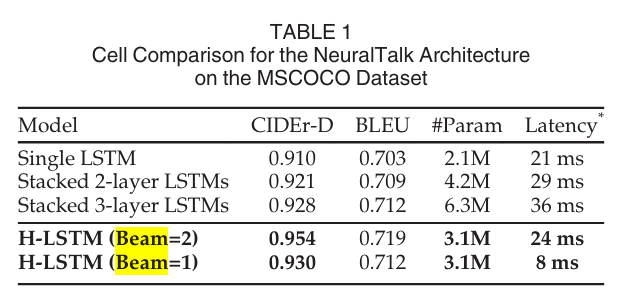 TABLE 1
Cell Comparison for the NeuralTalk Architecture
on the MSCOCO Dataset
Model CIDEr-D BLEU #Param Latency*
Single LSTM 0.910 0.703 2.1M 21 ms
Stacked 2-layer LSTMs 0.921 0.709 4.2M 29 ms
Stacked 3-layer LSTMs 0.928 0.712 6.3M 36 ms
H-LSTM (Beam=2) 0.954 0.719 3.1M 24 ms
H-LSTM (Beam=1) 0.930 0.712 3.1M 8 ms